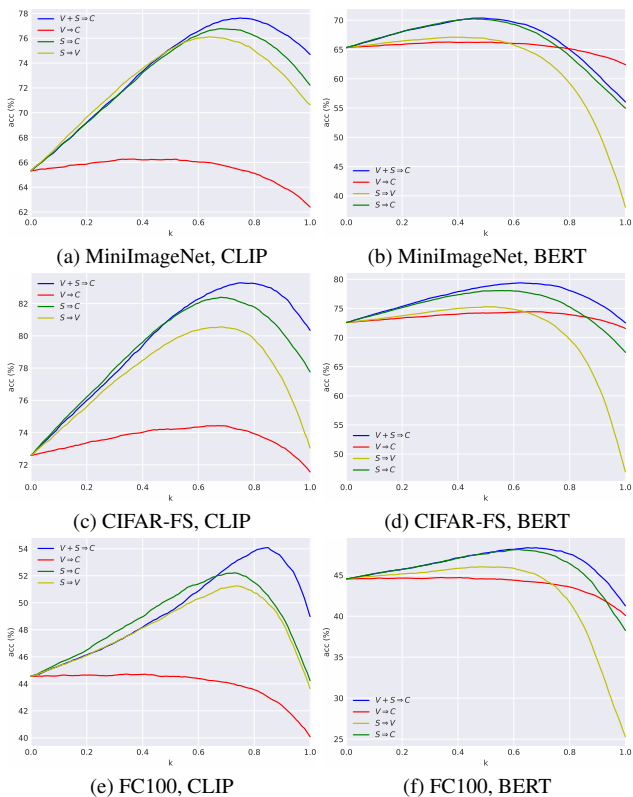 78
76
74
72
70
68
66
64
62
acc (%)
V + S ⇒ C
V ⇒ C
S ⇒ C
S ⇒ V
0.0 0.2 0.4 0.6 0.8 1.0
k
(a) MiniImageNet, CLIP
70
65
60
55
50
45
40
acc (%)
V + S ⇒ C
V ⇒ C
S ⇒ V
S ⇒ C
0.0 0.2 0.4 0.6 0.8 1.0
k
(b) MiniImageNet, BERT
82
80
78
76
74
72
acc (%)
V + S ⇒ C
V ⇒ C
S ⇒ C
S ⇒ V
0.0 0.2 0.4 0.6 0.8 1.0
k
(c) CIFAR-FS, CLIP
80
75
70
65
60
55
50
acc (%)
V + S ⇒ C
V ⇒ C
S ⇒ V
S ⇒ C
0.0 0.2 0.4 0.6 0.8 1.0
k
(d) CIFAR-FS, BERT
54
52
50
48
46
44
42
40
acc (%)
V + S ⇒ C
V ⇒ C
S ⇒ C
S ⇒ V
0.0 0.2 0.4 0.6 0.8 1.0
k
(e) FC100, CLIP
45
40
35
30
25
acc (%)
V + S ⇒ C
V ⇒ C
S ⇒ V
S ⇒ C
0.0 0.2 0.4 0.6 0.8 1.0
k
(f) FC100, BERT